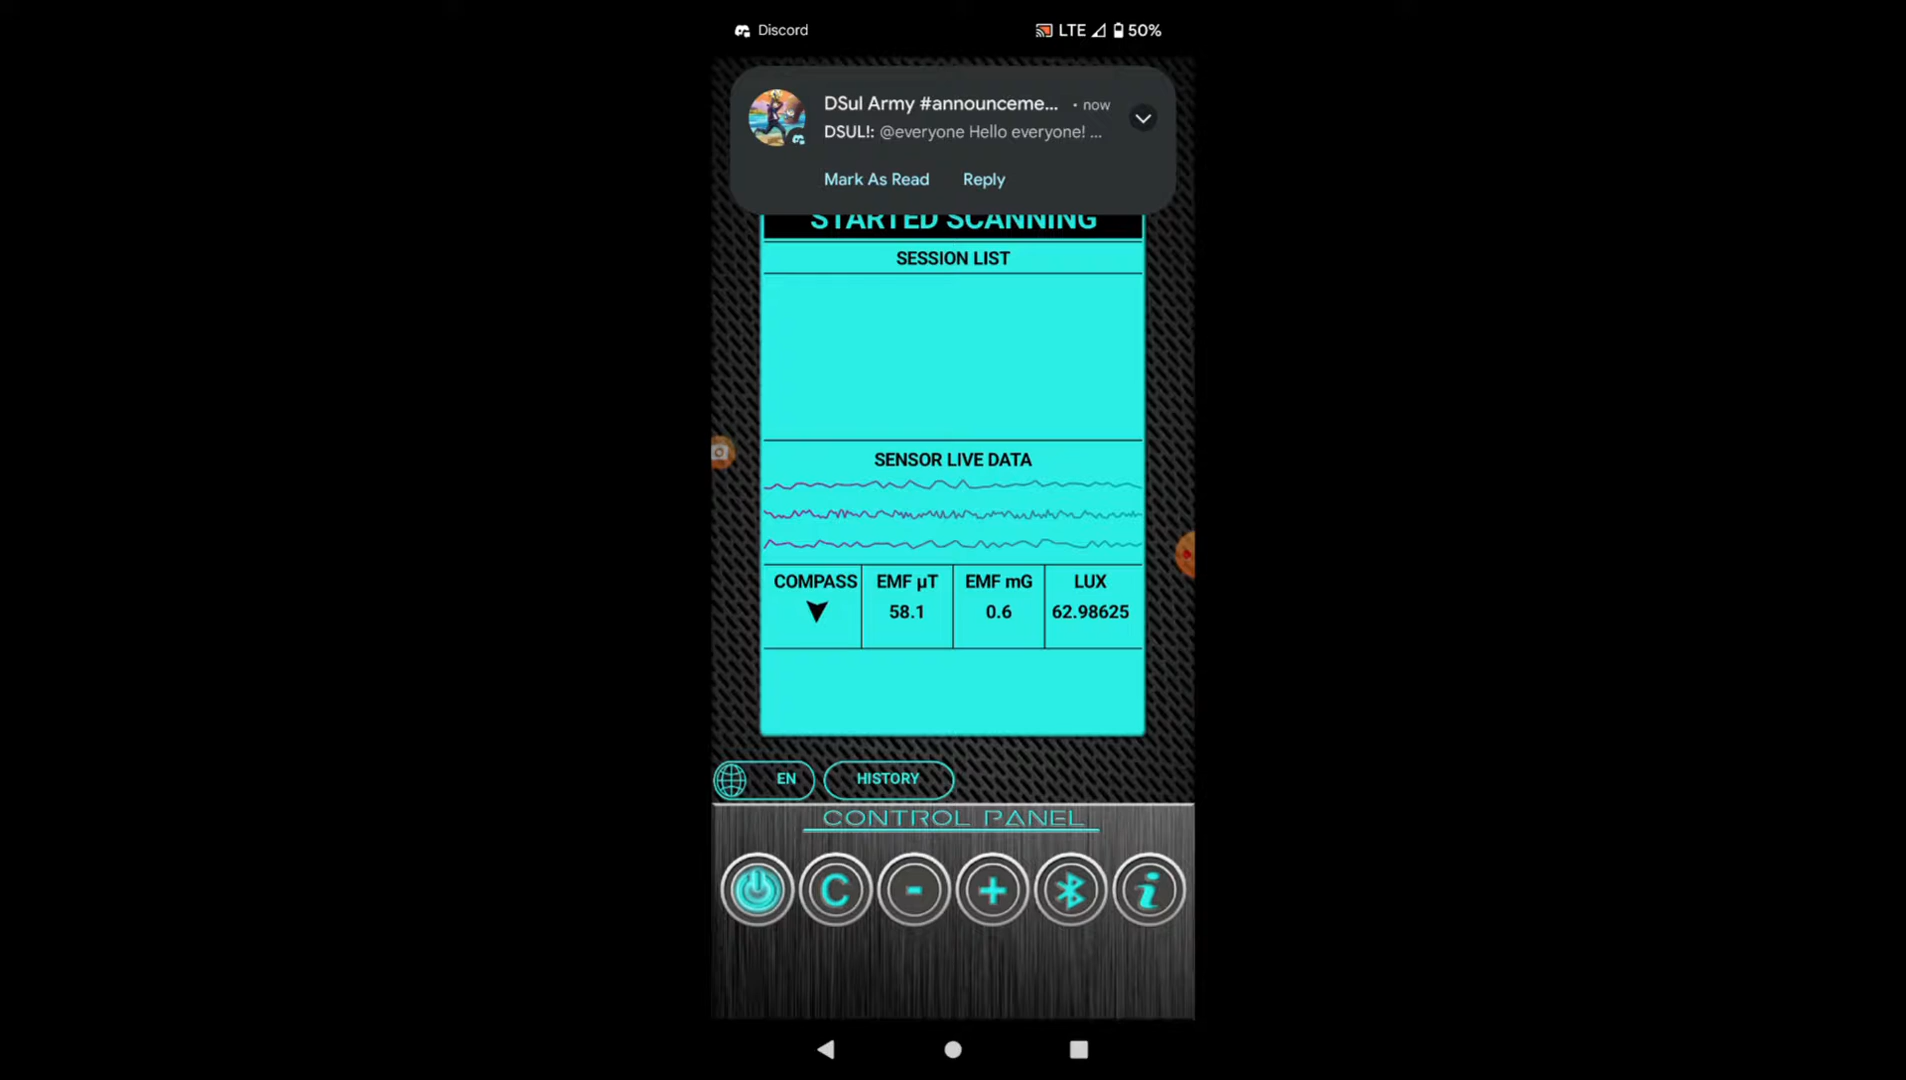 Discord LTE 50%
DSul Army #announceme... • now
DSUL!: @everyone Hello everyone! ...
Mark As Read Reply
STARTED SCANNING
SESSION LIST
SENSOR LIVE DATA
COMPASS EMF µT EMF mG LUX
58.1 0.6 62.98625
EN HISTORY
CONTROL PANEL
C - + i